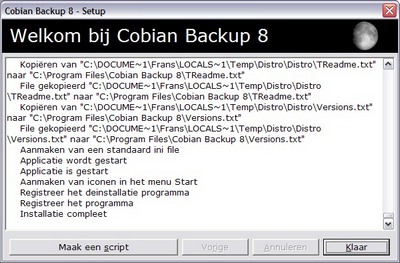 Cobian Backup 8 - Setup
Welkom bij Cobian Backup 8
Kopiëren van "C:\DOCUME~1\Frans\LOCALS~1\Temp\Distro\Distro\TReadme.txt"
naar "C:\Program Files\Cobian Backup 8\TReadme.txt"
File gekopieerd "C:\DOCUME~1\Frans\LOCALS~1\Temp\Distro\Distro
\TReadme.txt" naar "C:\Program Files\Cobian Backup 8\TReadme.txt"
Kopiëren van "C:\DOCUME~1\Frans\LOCALS~1\Temp\Distro\Distro\Versions.txt"
naar "C:\Program Files\Cobian Backup 8\Versions.txt"
File gekopieerd "C:\DOCUME~1\Frans\LOCALS~1\Temp\Distro\Distro
\Versions.txt" naar "C:\Program Files\Cobian Backup 8\Versions.txt"
Aanmaken van een standaard ini file
Applicatie wordt gestart
Applicatie is gestart
Aanmaken van iconen in het menu Start
Registreer het deinstallatie programma
Registreer het programma
Installatie compleet
Maak een script Vorige Annuleren Klaar